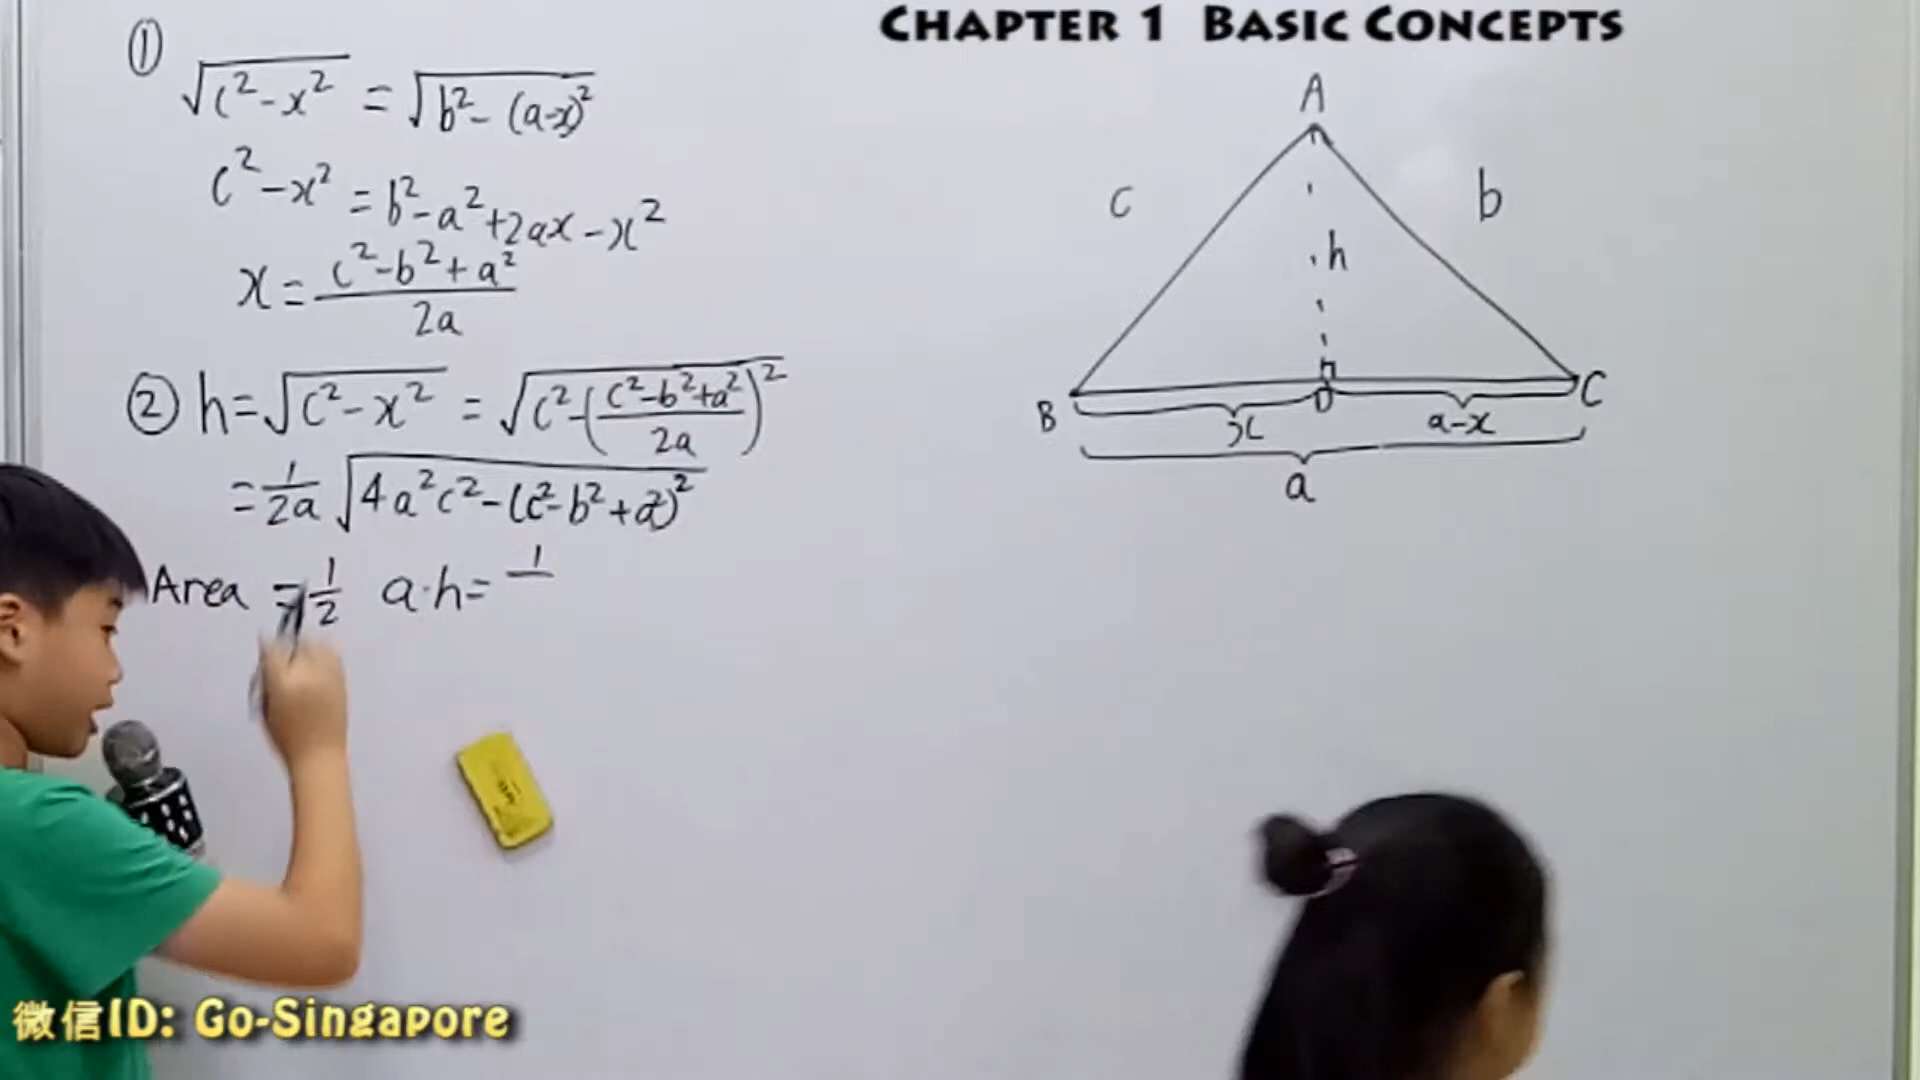 CHAPTER 1 BASIC CONCEPTS
①
√(c²-x²) = √(b²-(a-x)²)
c²-x² = b²-a²+2ax-x²
x = (c²-b²+a²)/2a
② h = √(c²-x²) = √(c²-((c²-b²+a²)/2a)²)
= 1/2a √(4a²c²-(c²-b²+a²)²)
Area = 1/2 a·h = 1
A
c
b
h
B
D
C
x
a-x
a
微信ID: Go-Singapore